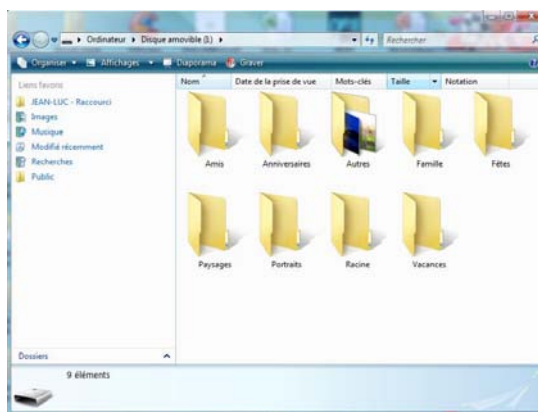 Ordinateur Disque amovible (I:)
Rechercher
Organiser Affichages Diaporama Graver
Liens favoris
JEAN-LUC - Raccourci
Images
Musique
Modifié récemment
Recherches
Public
Dossiers
Nom Date de la prise de vue Mots-clés Taille Notation
Amis Anniversaires Autres Famille Fêtes
Paysages Portraits Racine Vacances
9 éléments